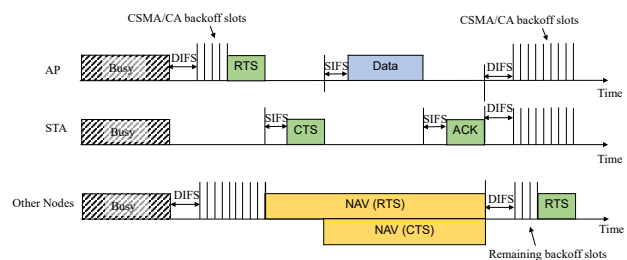 CSMA/CA backoff slots
CSMA/CA backoff slots
AP
Busy
DIFS
RTS
SIFS
Data
DIFS
Time
STA
Busy
SIFS
CTS
SIFS
ACK
DIFS
Time
Other Nodes
Busy
DIFS
NAV (RTS)
DIFS
RTS
Time
NAV (CTS)
Remaining backoff slots